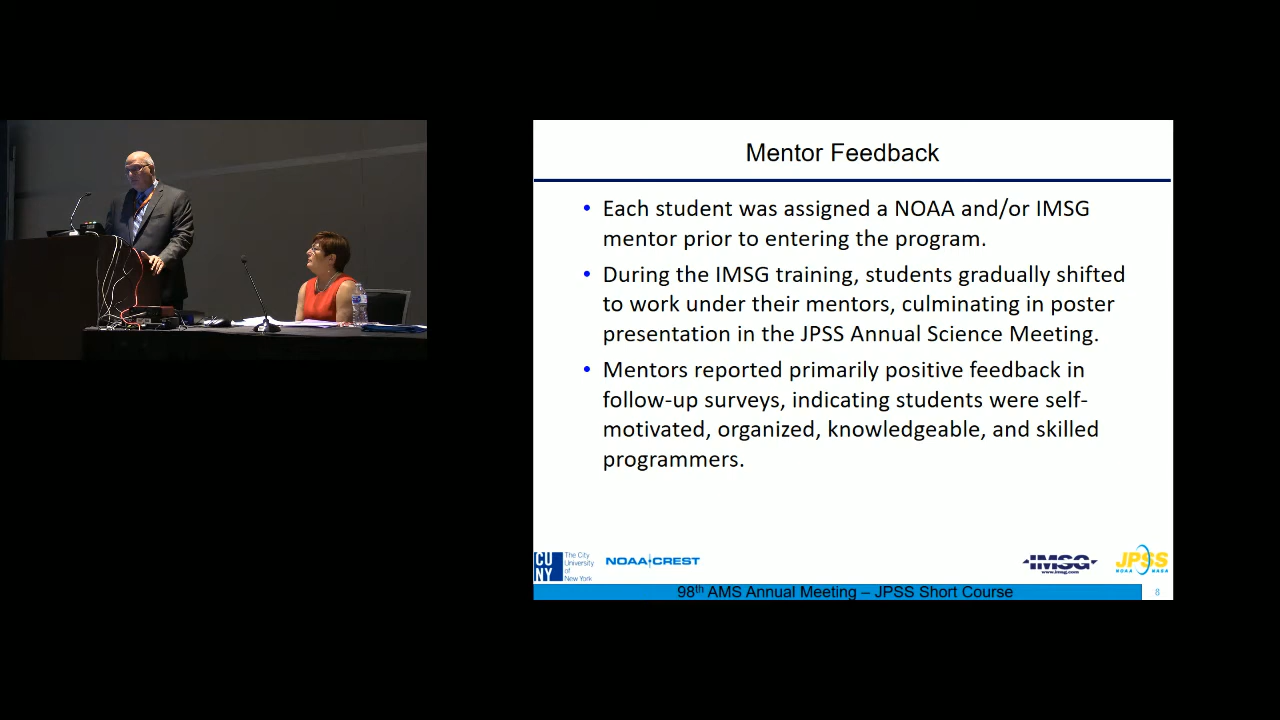 Mentor Feedback
• Each student was assigned a NOAA and/or IMSG
mentor prior to entering the program.
• During the IMSG training, students gradually shifted
to work under their mentors, culminating in poster
presentation in the JPSS Annual Science Meeting.
• Mentors reported primarily positive feedback in
follow-up surveys, indicating students were self-
motivated, organized, knowledgeable, and skilled
programmers.
CU
NY
The City
University
of
New York
NOAA CREST
IMSG
www.imsg.com
JPSS
NOAA NASA
98th AMS Annual Meeting – JPSS Short Course
8